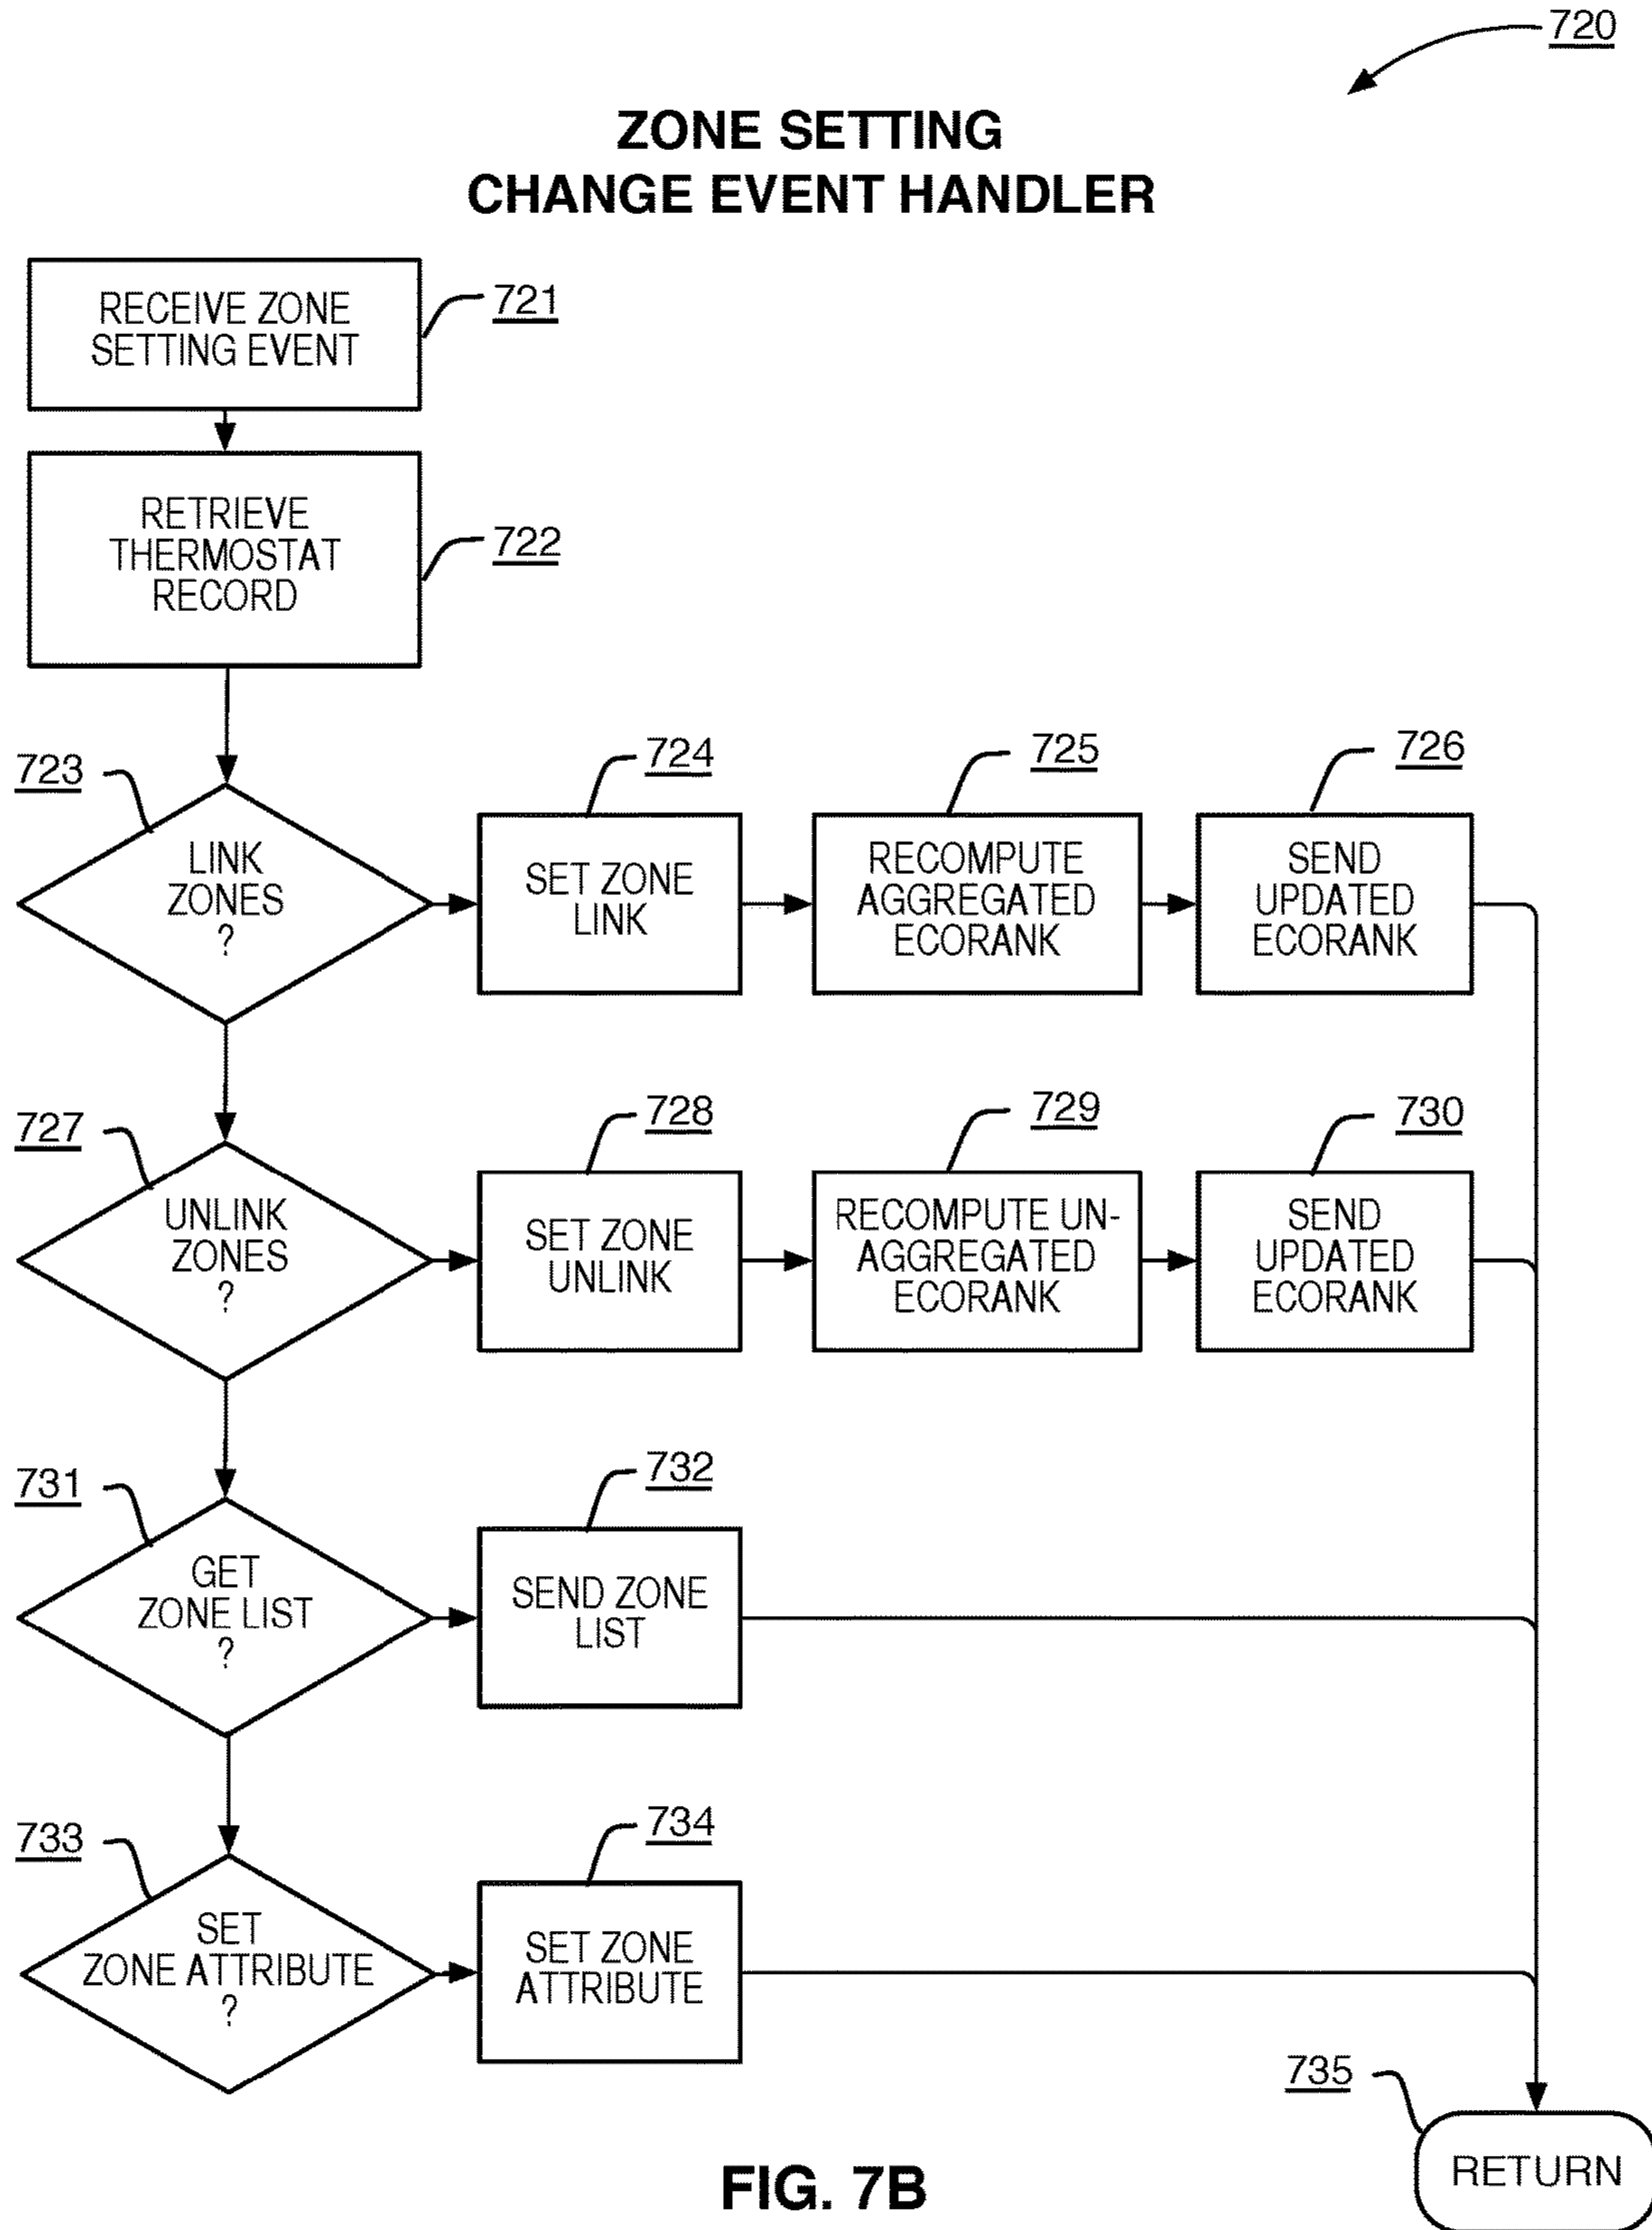 720
ZONE SETTING
CHANGE EVENT HANDLER
RECEIVE ZONE
SETTING EVENT
721
RETRIEVE
THERMOSTAT
RECORD
722
723
LINK
ZONES
?
724
SET ZONE
LINK
725
RECOMPUTE
AGGREGATED
ECORANK
726
SEND
UPDATED
ECORANK
727
UNLINK
ZONES
?
728
SET ZONE
UNLINK
729
RECOMPUTE UN-
AGGREGATED
ECORANK
730
SEND
UPDATED
ECORANK
731
GET
ZONE LIST
?
732
SEND ZONE
LIST
733
SET
ZONE ATTRIBUTE
?
734
SET ZONE
ATTRIBUTE
735
RETURN
FIG. 7B